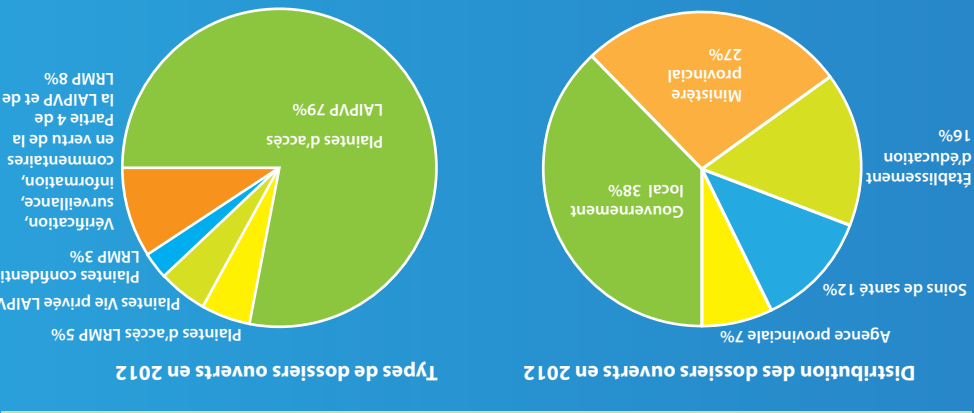 Distribution des dossiers ouverts en 2012
Agence provinciale 7%
Soins de santé 12%
Établissement
d'éducation
16%
Gouvernement
local 38%
Ministère
provincial
27%
Types de dossiers ouverts en 2012
Plaintes d'accès LRMP 5%
Plaintes Vie privée LAIPV
Plaintes confidenti
LRMP 3%
Vérification,
surveillance,
information,
commentaires
en vertu de la
Partie 4 de
la LAIPVP et de
LRMP 8%
Plaintes d'accès
LAIPVP 79%